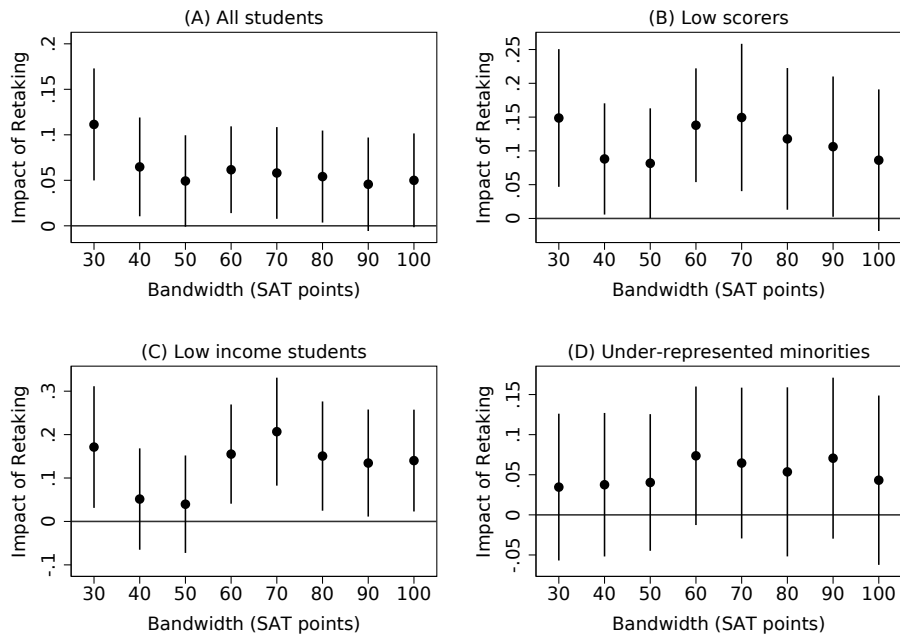 (A) All students
Impact of Retaking
.2
.15
.1
.05
0
30 40 50 60 70 80 90 100
Bandwidth (SAT points)
(B) Low scorers
Impact of Retaking
.25
.2
.15
.1
.05
0
30 40 50 60 70 80 90 100
Bandwidth (SAT points)
(C) Low income students
Impact of Retaking
.3
.2
.1
0
-.1
30 40 50 60 70 80 90 100
Bandwidth (SAT points)
(D) Under-represented minorities
Impact of Retaking
.15
.1
.05
0
-.05
30 40 50 60 70 80 90 100
Bandwidth (SAT points)